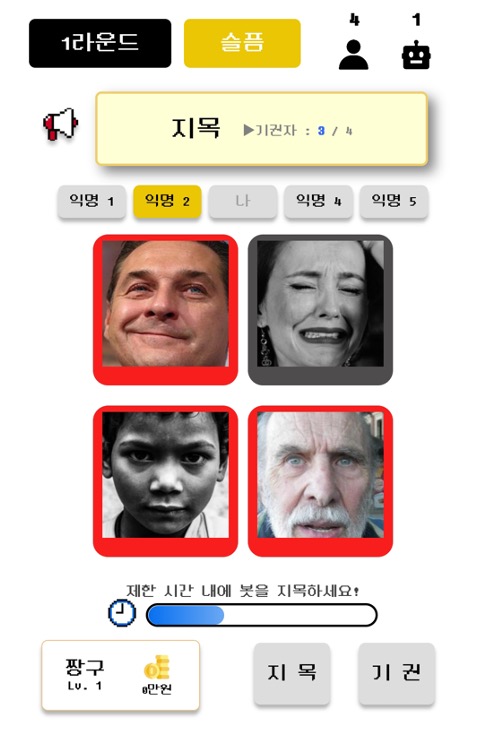 4 1
1라운드 슬픔
지목 ▶기권자 : 3 / 4
익명 1 익명 2 나 익명 4 익명 5
제한 시간 내에 봇을 지목하세요!
짱구
Lv. 1 0만원
지 목 기 권